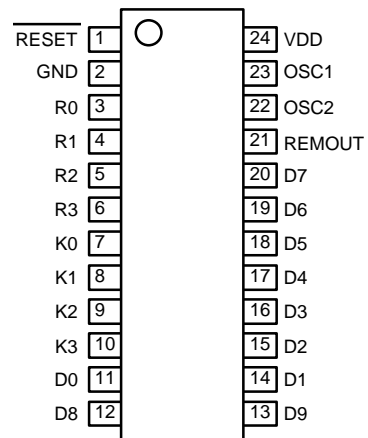 RESET 1 24 VDD
GND 2 23 OSC1
R0 3 22 OSC2
R1 4 21 REMOUT
R2 5 20 D7
R3 6 19 D6
K0 7 18 D5
K1 8 17 D4
K2 9 16 D3
K3 10 15 D2
D0 11 14 D1
D8 12 13 D9